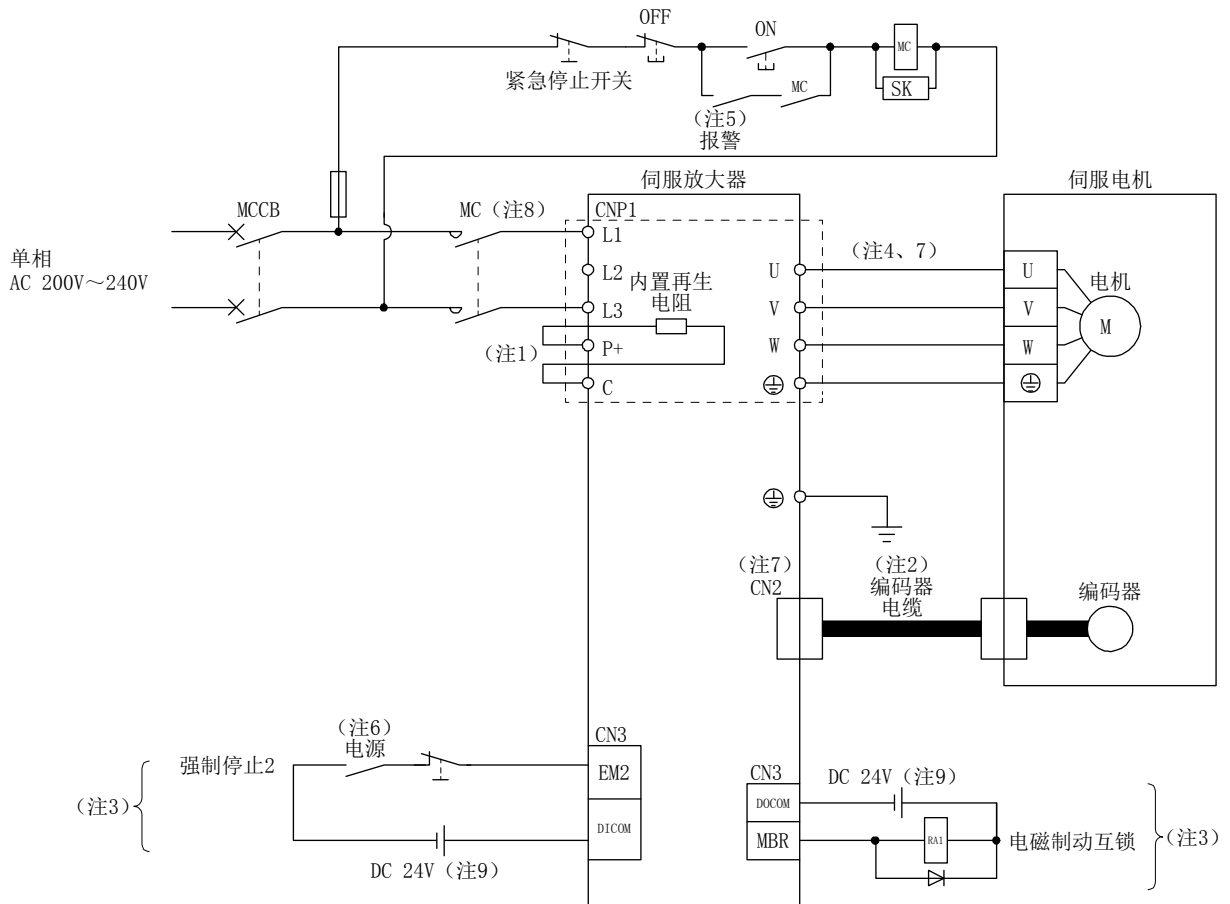 OFF
ON
MC
紧急停止开关
SK
MC
（注5）
报警
伺服放大器
伺服电机
MCCB
MC（注8）
CNP1
L1
单相
AC 200V～240V
L2
内置再生
电阻
U
（注4、7）
U
电机
L3
V
V
M
（注1）
P+
W
W
C
（注7）
CN2
（注2）
编码器
电缆
编码器
（注3）
强制停止2
（注6）
电源
CN3
EM2
DICOM
DC 24V（注9）
CN3
DOCOM
MBR
DC 24V（注9）
RA1
电磁制动互锁
（注3）